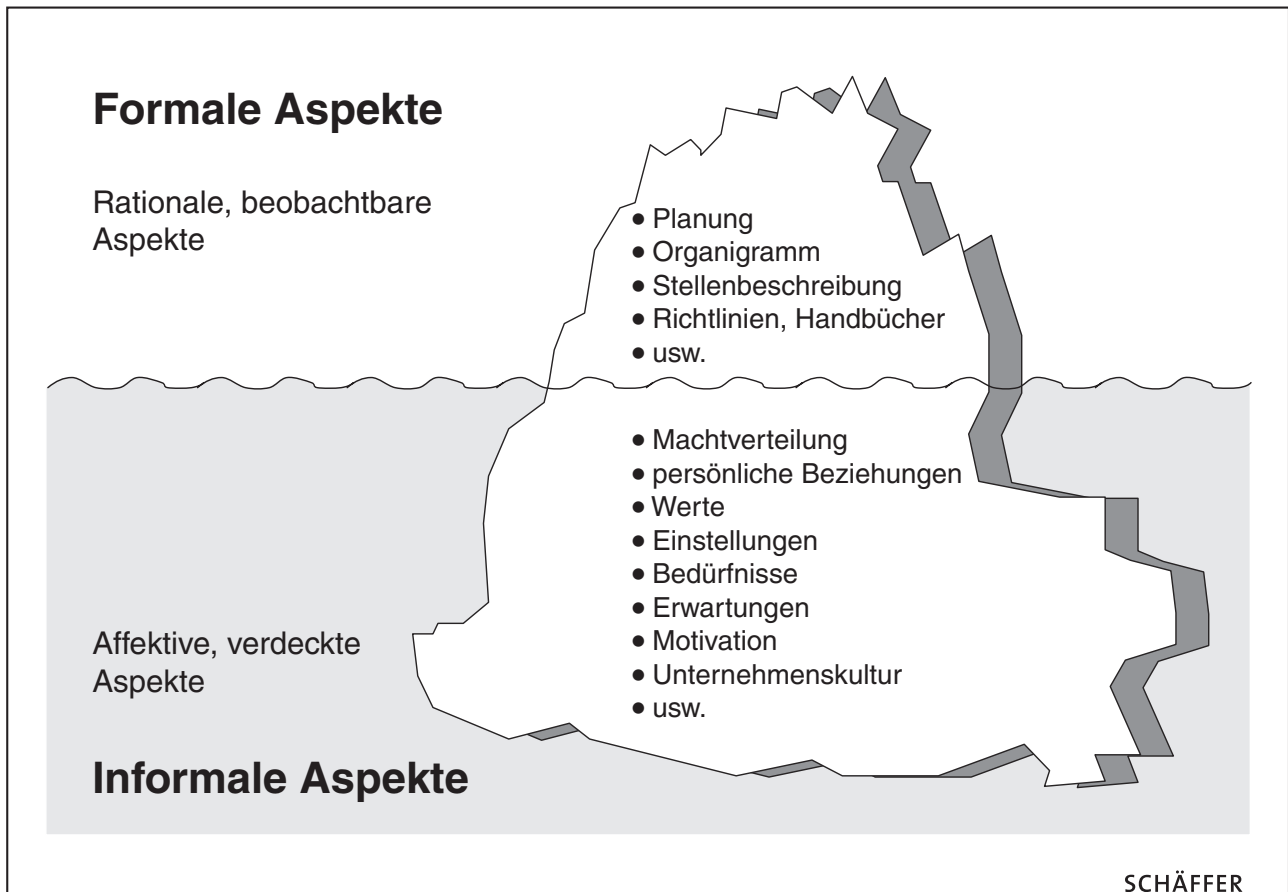 Formale Aspekte
Rationale, beobachtbare
Aspekte
• Planung
• Organigramm
• Stellenbeschreibung
• Richtlinien, Handbücher
• usw.
• Machtverteilung
• persönliche Beziehungen
• Werte
• Einstellungen
• Bedürfnisse
• Erwartungen
• Motivation
• Unternehmenskultur
• usw.
Affektive, verdeckte
Aspekte
Informale Aspekte
SCHÄFFER